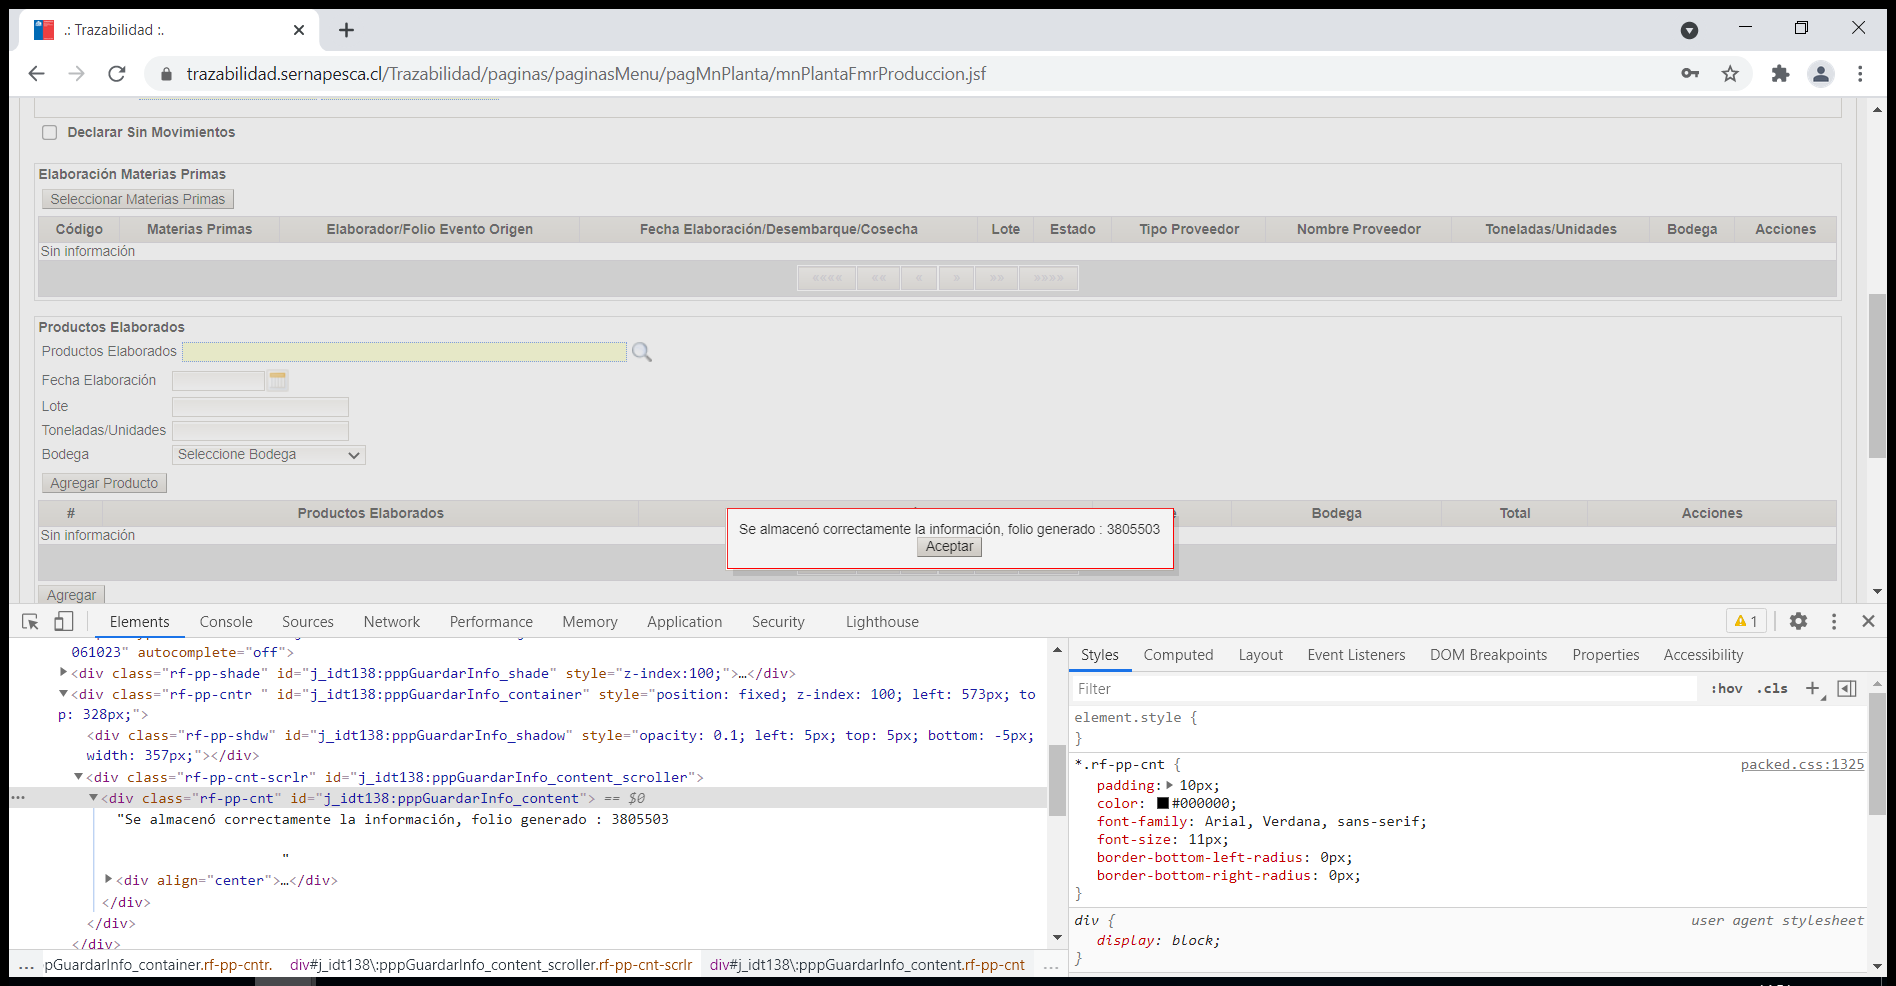 .: Trazabilidad :.
trazabilidad.sernapesca.cl/Trazabilidad/paginas/paginasMenu/pagMnPlanta/mnPlantaFmrProduccion.jsf
Declarar Sin Movimientos
Elaboración Materias Primas
Seleccionar Materias Primas
Código Materias Primas Elaborador/Folio Evento Origen Fecha Elaboración/Desembarque/Cosecha Lote Estado Tipo Proveedor Nombre Proveedor Toneladas/Unidades Bodega Acciones
Sin información
«««« «« « » »» »»»»
Productos Elaborados
Productos Elaborados
Fecha Elaboración
Lote
Toneladas/Unidades
Bodega Seleccione Bodega
Agregar Producto
# Productos Elaborados Bodega Total Acciones
Sin información
Se almacenó correctamente la información, folio generado : 3805503
Aceptar
Agregar
Elements Console Sources Network Performance Memory Application Security Lighthouse 1
061023" autocomplete="off">
<div class="rf-pp-shade" id="j_idt138:pppGuardarInfo_shade" style="z-index:100;">…</div>
<div class="rf-pp-cntr " id="j_idt138:pppGuardarInfo_container" style="position: fixed; z-index: 100; left: 573px; to
p: 328px;">
<div class="rf-pp-shdw" id="j_idt138:pppGuardarInfo_shadow" style="opacity: 0.1; left: 5px; top: 5px; bottom: -5px;
width: 357px;"></div>
<div class="rf-pp-cnt-scrlr" id="j_idt138:pppGuardarInfo_content_scroller">
… <div class="rf-pp-cnt" id="j_idt138:pppGuardarInfo_content"> == $0
"Se almacenó correctamente la información, folio generado : 3805503
"
<div align="center">…</div>
</div>
</div>
</div>
… pGuardarInfo_container.rf-pp-cntr. div#j_idt138\:pppGuardarInfo_content_scroller.rf-pp-cnt-scrlr div#j_idt138\:pppGuardarInfo_content.rf-pp-cnt …
Styles Computed Layout Event Listeners DOM Breakpoints Properties Accessibility
Filter :hov .cls +
element.style {
}
*.rf-pp-cnt { packed.css:1325
padding: 10px;
color: #000000;
font-family: Arial, Verdana, sans-serif;
font-size: 11px;
border-bottom-left-radius: 0px;
border-bottom-right-radius: 0px;
}
div { user agent stylesheet
display: block;
}